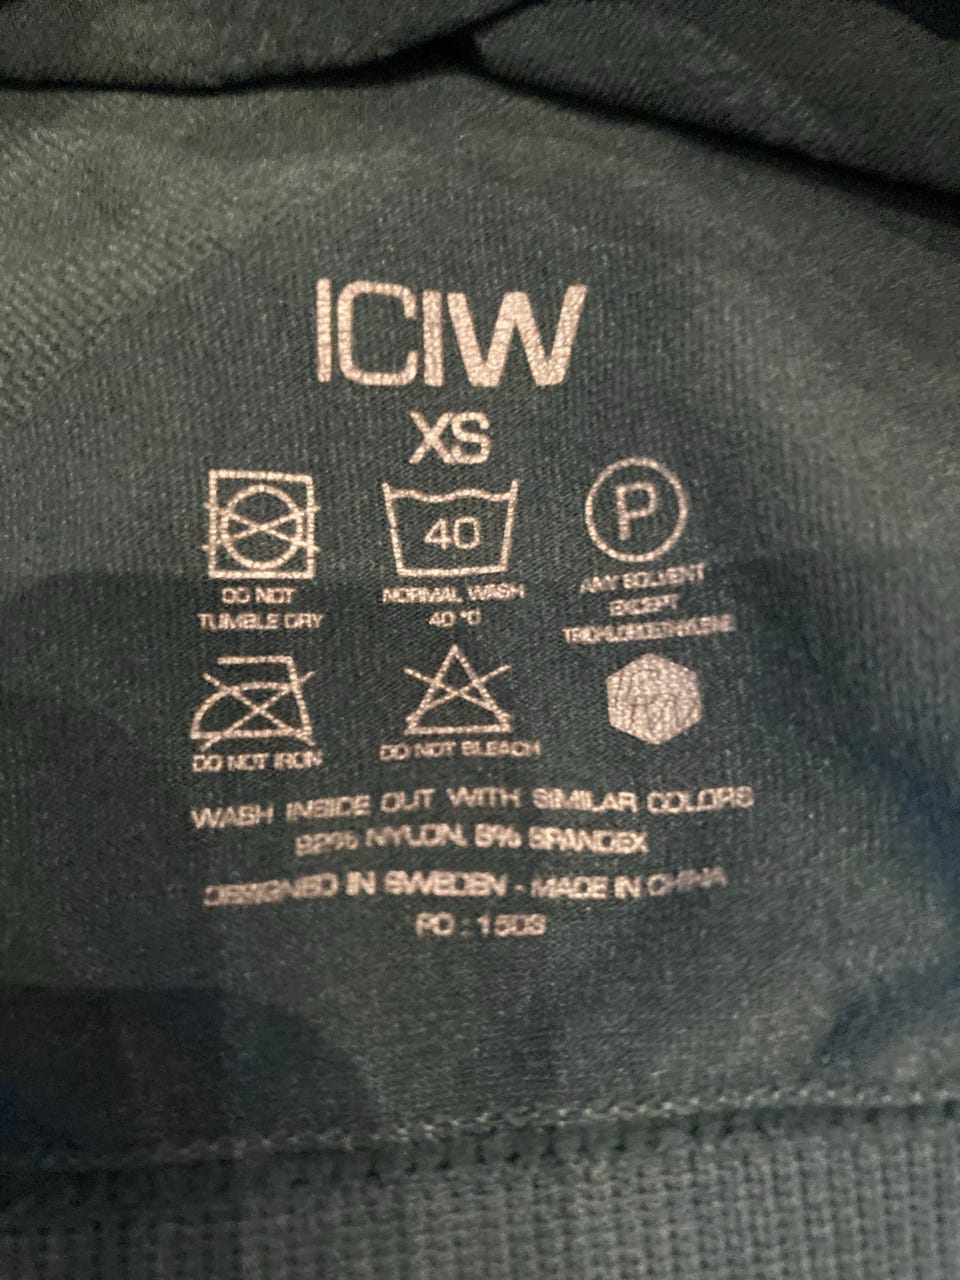 ICIW
XS
40
P
DO NOT
TUMBLE DRY
NORMAL WASH
40 °C
ANY SOLVENT
EXCEPT
TRICHLOROETHYLENE
DO NOT IRON
DO NOT BLEACH
WASH INSIDE OUT WITH SIMILAR COLORS
92% NYLON, 8% SPANDEX
DESIGNED IN SWEDEN - MADE IN CHINA
PO :